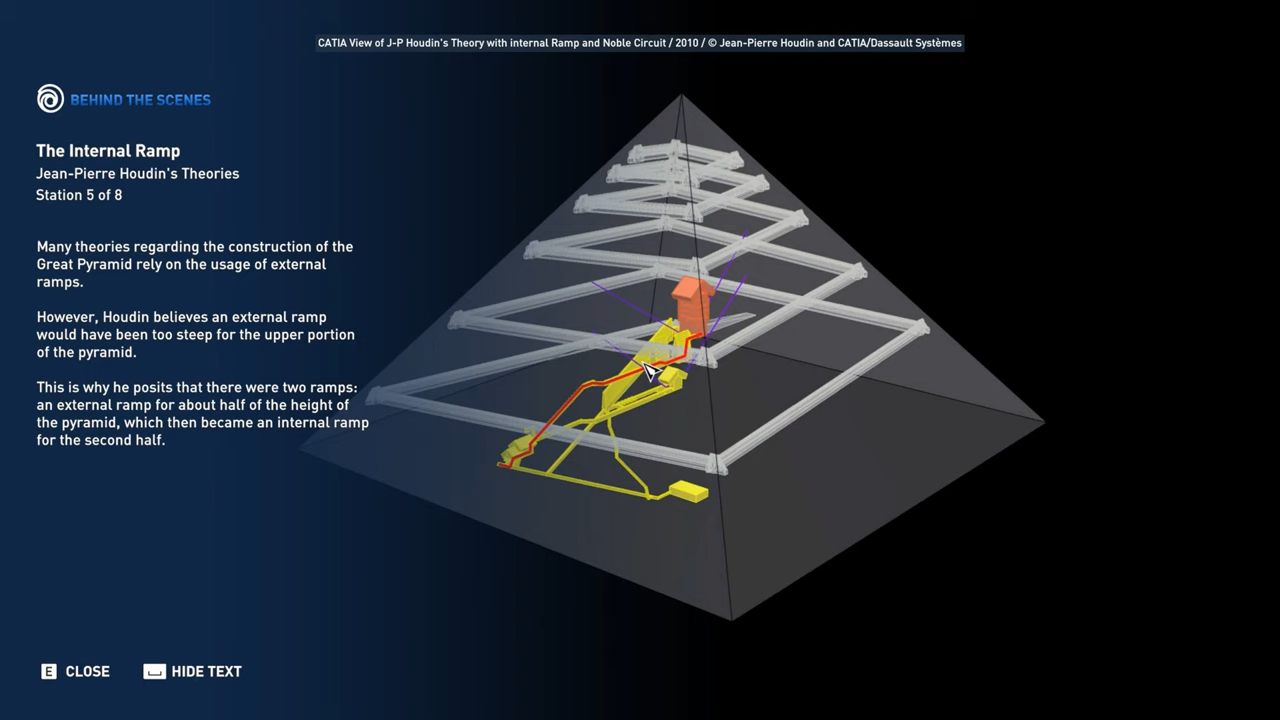 CATIA View of J-P Houdin's Theory with internal Ramp and Noble Circuit / 2010 / © Jean-Pierre Houdin and CATIA/Dassault Systèmes
BEHIND THE SCENES
The Internal Ramp
Jean-Pierre Houdin's Theories
Station 5 of 8
Many theories regarding the construction of the
Great Pyramid rely on the usage of external
ramps.
However, Houdin believes an external ramp
would have been too steep for the upper portion
of the pyramid.
This is why he posits that there were two ramps:
an external ramp for about half of the height of
the pyramid, which then became an internal ramp
for the second half.
E CLOSE HIDE TEXT